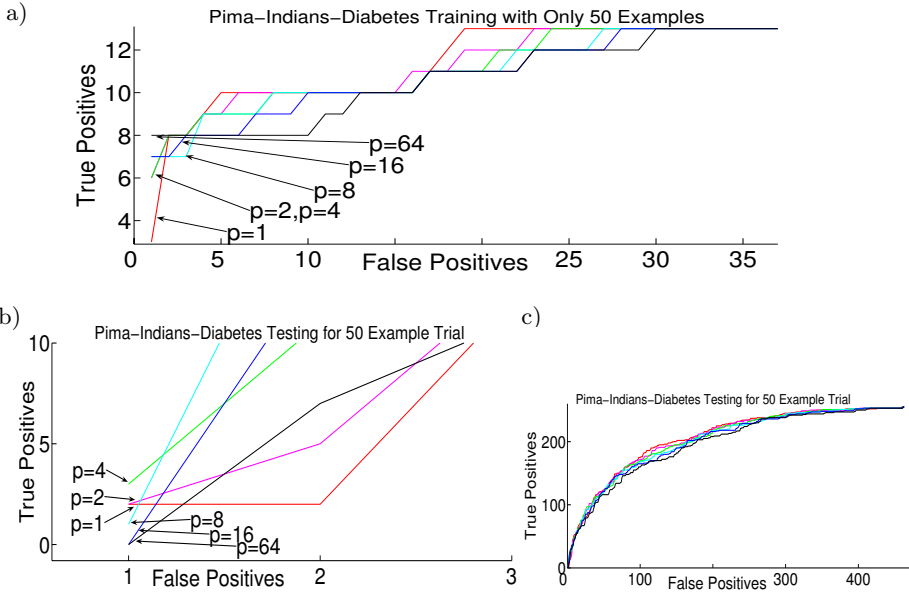 a)
Pima−Indians−Diabetes Training with Only 50 Examples
True Positives
12
10
8
6
4
p=64
p=16
p=8
p=2,p=4
p=1
0 5 10 25 30 35
False Positives
b)
Pima−Indians−Diabetes Testing for 50 Example Trial
True Positives
10
5
0
p=4
p=2
p=1
p=8
p=16
p=64
1 2 3
False Positives
c)
Pima−Indians−Diabetes Testing for 50 Example Trial
True Positives
200
100
0
0 100 300 400
False Positives